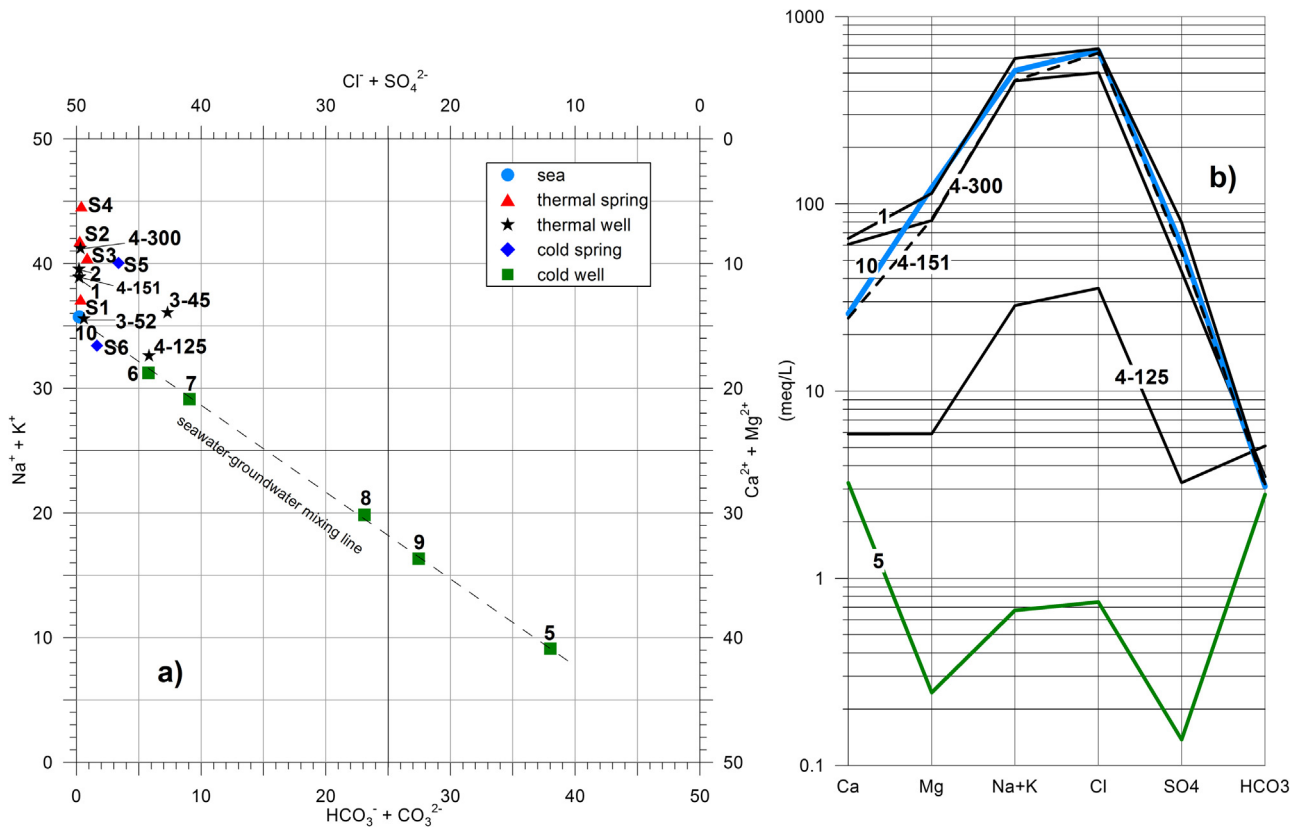 Cl⁻ + SO₄²⁻
50 40 30 20 10 0
50 0
40 10
30 20
20 30
10 40
0 50
0 10 20 30 40 50
HCO₃⁻ + CO₃²⁻
Na⁺ + K⁺
Ca²⁺ + Mg²⁺
sea
thermal spring
thermal well
cold spring
cold well
S4
S2
4-300
S3
S5
2
4-151
1
3-45
S1
3-52
10
S6
4-125
6
7
seawater-groundwater mixing line
8
9
5
a)
1000
100
10
1
0.1
(meq/L)
b)
4-300
1
10
4-151
4-125
5
Ca Mg Na+K Cl SO4 HCO3